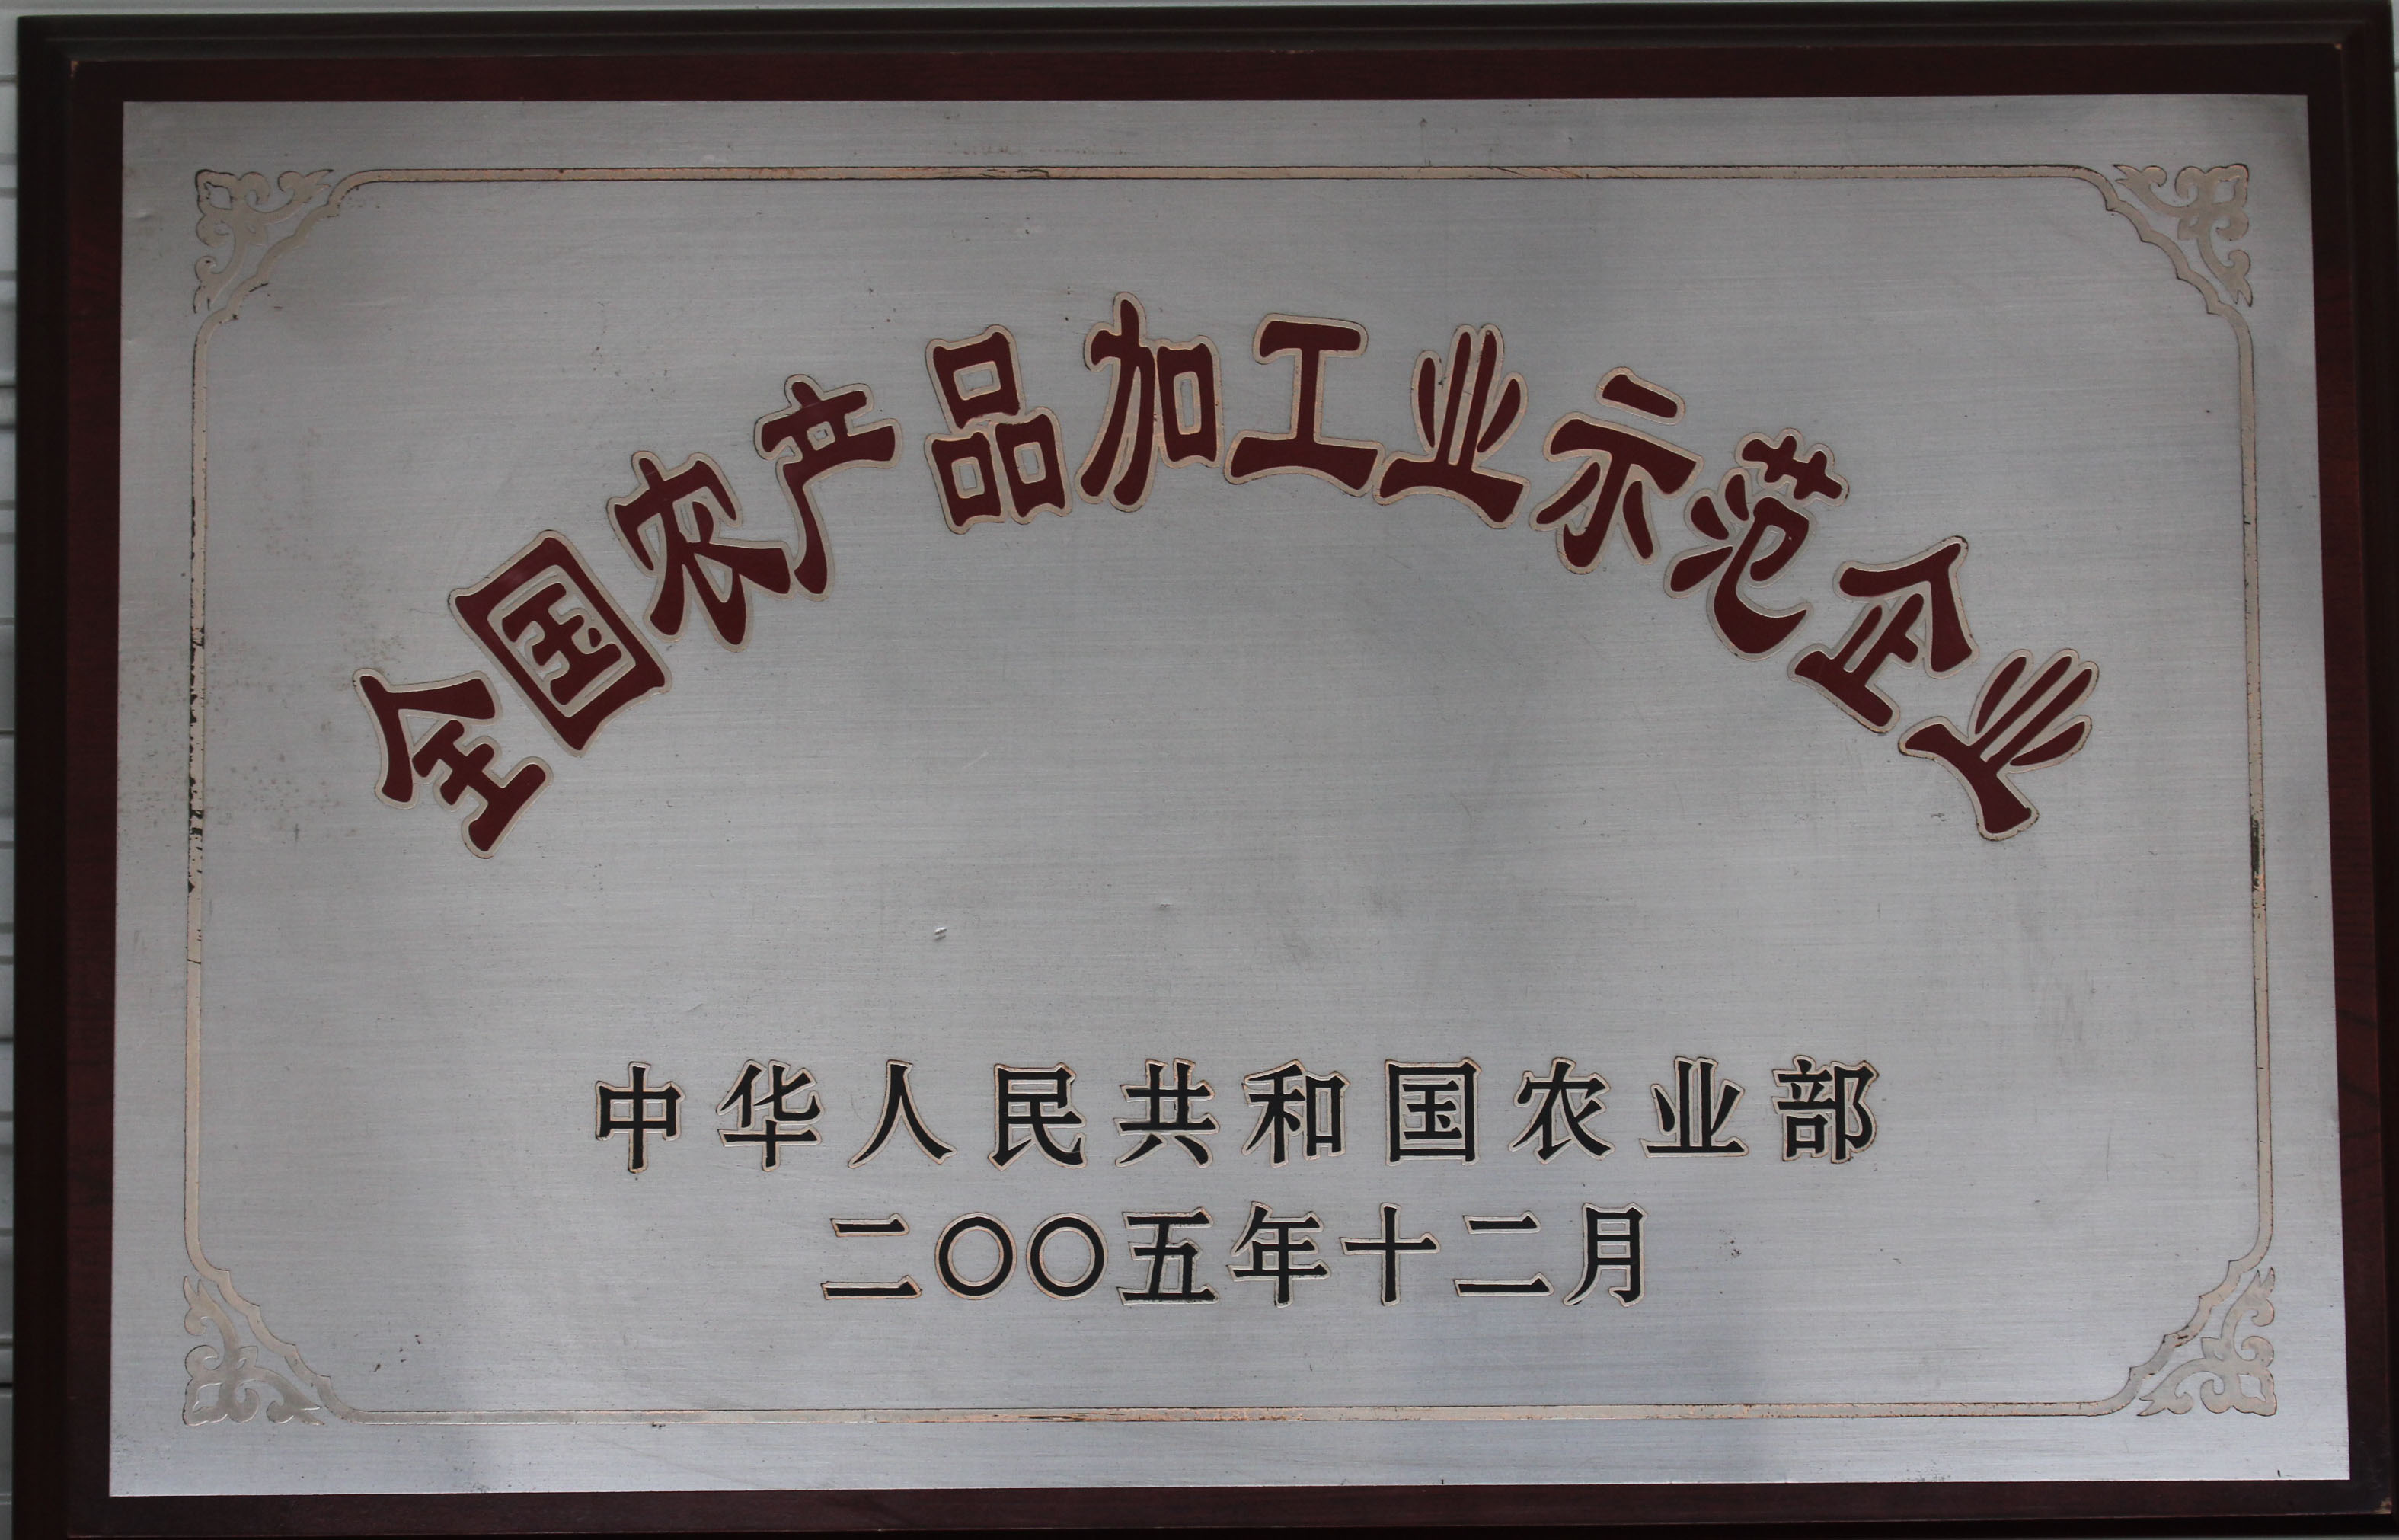 全国农产品加工业示范企业
中华人民共和国农业部
二〇〇五年十二月